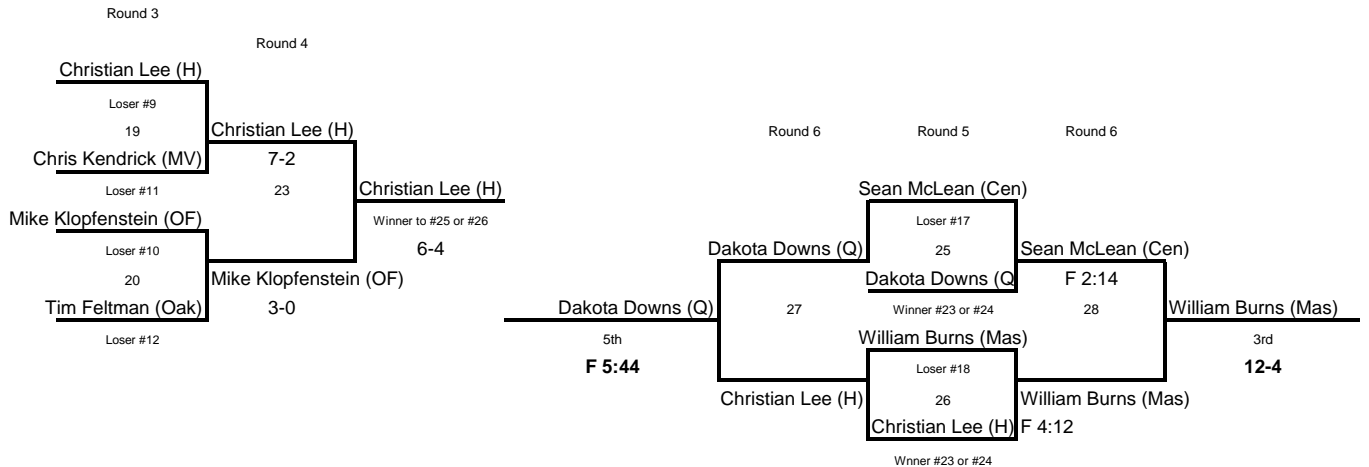 Round 3
Round 4
Christian Lee (H)
Loser #9
19
Christian Lee (H)
Chris Kendrick (MV)
7-2
Loser #11
23
Christian Lee (H)
Mike Klopfenstein (OF)
Winner to #25 or #26
Loser #10
6-4
20
Mike Klopfenstein (OF)
Tim Feltman (Oak)
3-0
Loser #12
Round 6
Round 5
Round 6
Sean McLean (Cen)
Loser #17
Dakota Downs (Q)
25
Sean McLean (Cen)
Dakota Downs (Q
F 2:14
Dakota Downs (Q)
27
Winner #23 or #24
28
William Burns (Mas)
5th
William Burns (Mas)
3rd
F 5:44
Loser #18
12-4
Christian Lee (H)
26
William Burns (Mas)
Christian Lee (H)
F 4:12
Wnner #23 or #24